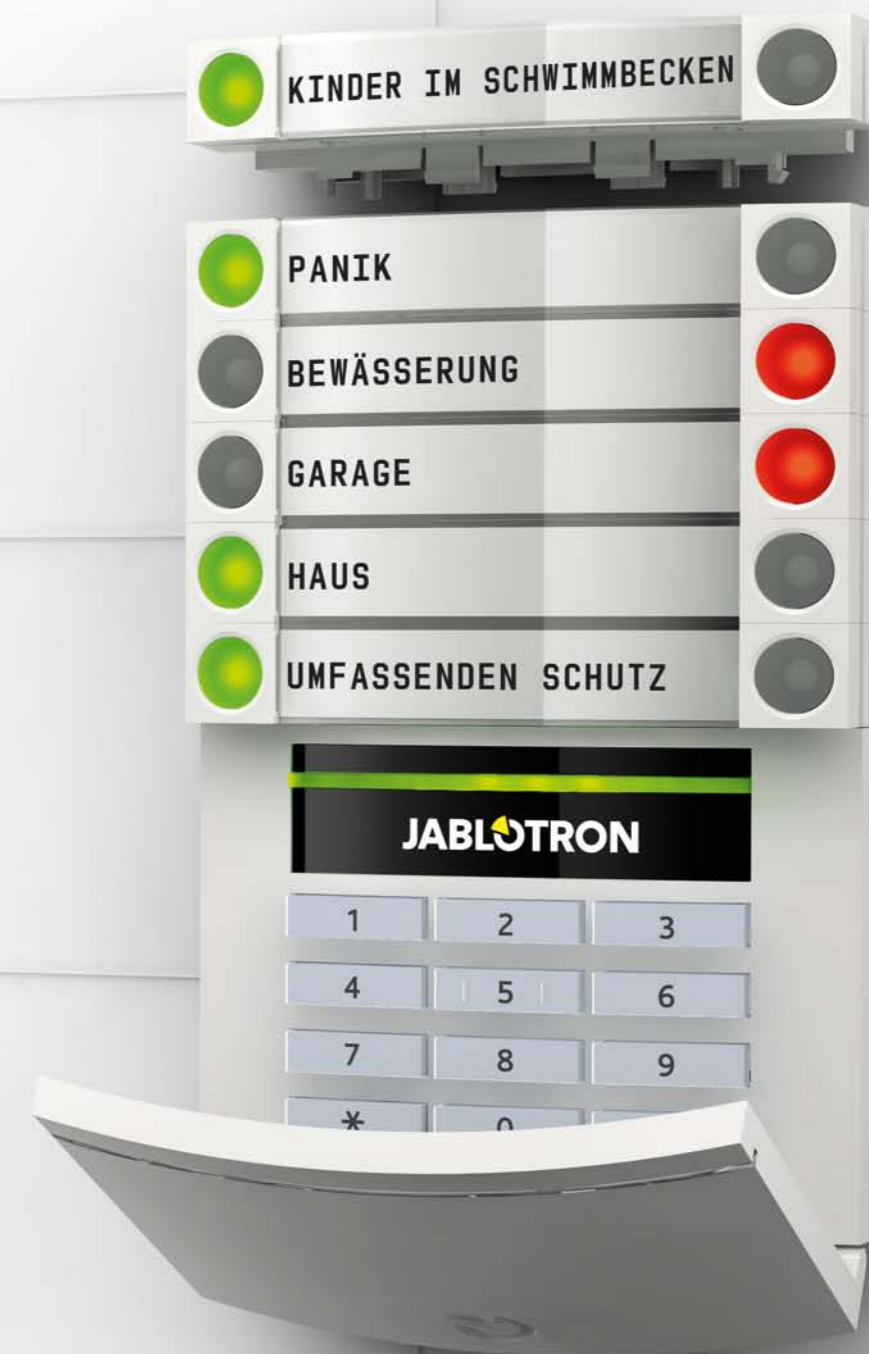 KINDER IM SCHWIMMBECKEN
PANIK
BEWÄSSERUNG
GARAGE
HAUS
UMFASSENDEN SCHUTZ
JABLOTRON
1 2 3
4 5 6
7 8 9
* 0